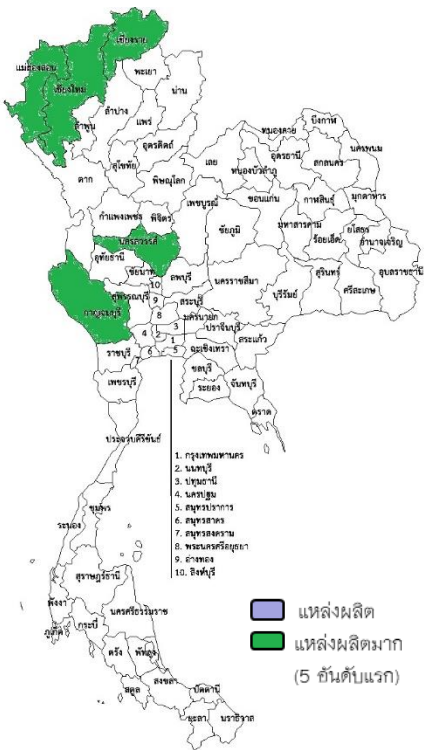 เชียงราย
แม่ฮ่องสอน
เชียงใหม่
พะเยา
น่าน
ลำปาง
ลำพูน
แพร่
อุตรดิตถ์
สุโขทัย
ตาก
พิษณุโลก
เลย
หนองคาย
บึงกาฬ
อุดรธานี
หนองบัวลำภู
สกลนคร
นครพนม
กำแพงเพชร
พิจิตร
เพชรบูรณ์
ขอนแก่น
กาฬสินธุ์
มุกดาหาร
มหาสารคาม
ร้อยเอ็ด
ยโสธร
อำนาจเจริญ
ชัยภูมิ
นครสวรรค์
อุทัยธานี
ชัยนาท
ลพบุรี
นครราชสีมา
บุรีรัมย์
สุรินทร์
ศรีสะเกษ
อุบลราชธานี
10
9
8
สุพรรณบุรี
สระบุรี
กาญจนบุรี
นครนายก
ปราจีนบุรี
สระแก้ว
4
2
3
1
5
6
ฉะเชิงเทรา
ราชบุรี
ชลบุรี
ระยอง
จันทบุรี
ตราด
เพชรบุรี
ประจวบคีรีขันธ์
1. กรุงเทพมหานคร
2. นนทบุรี
3. ปทุมธานี
4. นครปฐม
5. สมุทรปราการ
6. สมุทรสาคร
7. สมุทรสงคราม
8. พระนครศรีอยุธยา
9. อ่างทอง
10. สิงห์บุรี
ชุมพร
ระนอง
สุราษฎร์ธานี
พังงา
ภูเก็ต
กระบี่
นครศรีธรรมราช
ตรัง
พัทลุง
สตูล
สงขลา
ปัตตานี
ยะลา
นราธิวาส
แหล่งผลิต
แหล่งผลิตมาก
(5 อันดับแรก)